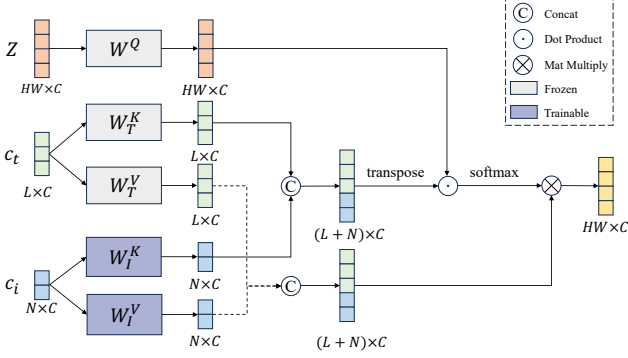 Z
W^Q
HW×C
HW×C
c_t
L×C
W_T^K
L×C
W_T^V
L×C
c_i
N×C
W_I^K
N×C
W_I^V
N×C
C
(L + N)×C
transpose
softmax
HW×C
C
(L + N)×C
C Concat
Dot Product
Mat Multiply
Frozen
Trainable